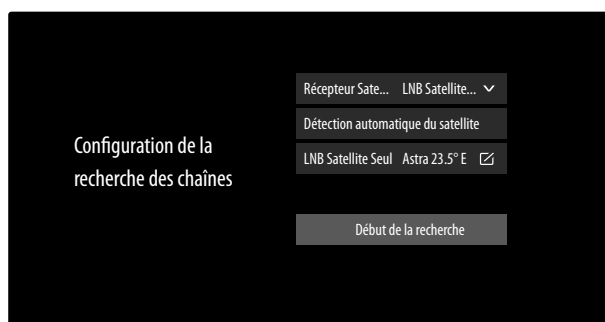 Configuration de la
recherche des chaînes
Récepteur Sate... LNB Satellite...
Détection automatique du satellite
LNB Satellite Seul Astra 23.5° E
Début de la recherche